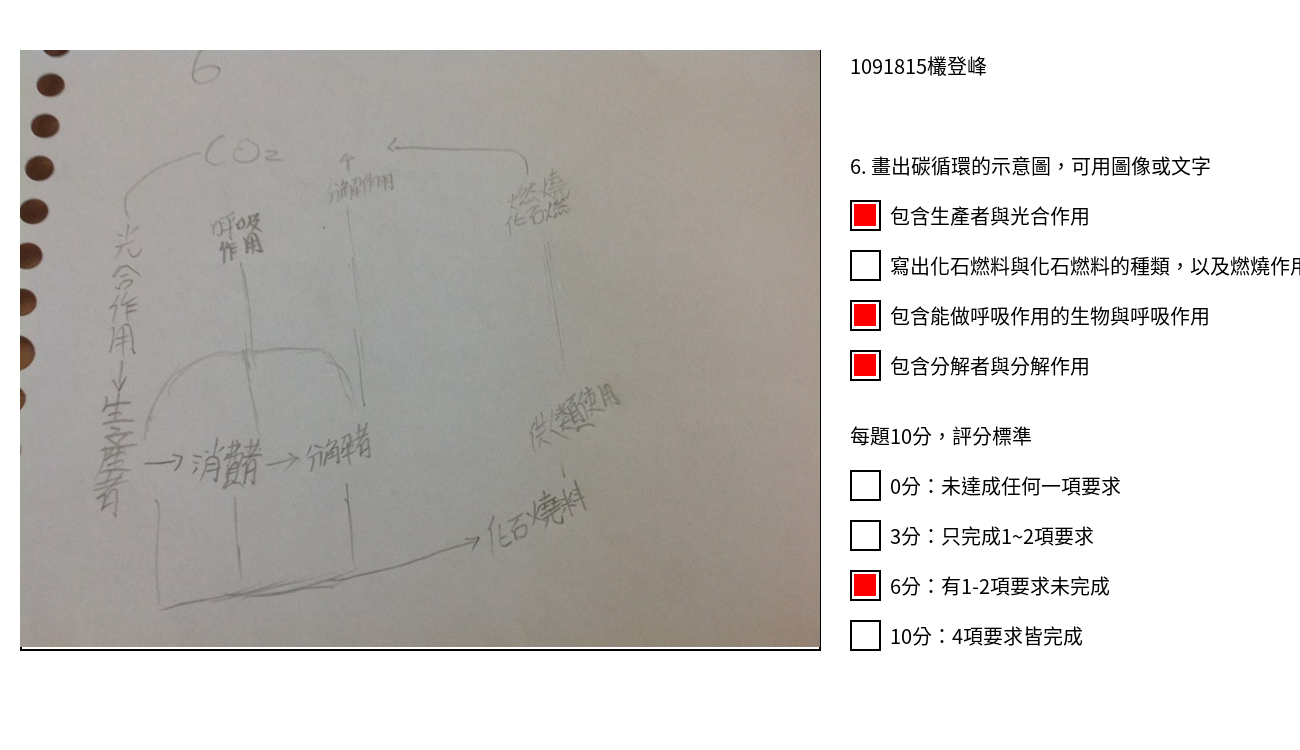 6
CO₂
分解作用
燃燒
化石燃
呼吸
作用
光合作用
生產者
消費者
分解者
供人類使用
化石燒料
1091815欉登峰
6. 畫出碳循環的示意圖，可用圖像或文字
包含生產者與光合作用
寫出化石燃料與化石燃料的種類，以及燃燒作用
包含能做呼吸作用的生物與呼吸作用
包含分解者與分解作用
每題10分，評分標準
0分：未達成任何一項要求
3分：只完成1~2項要求
6分：有1-2項要求未完成
10分：4項要求皆完成